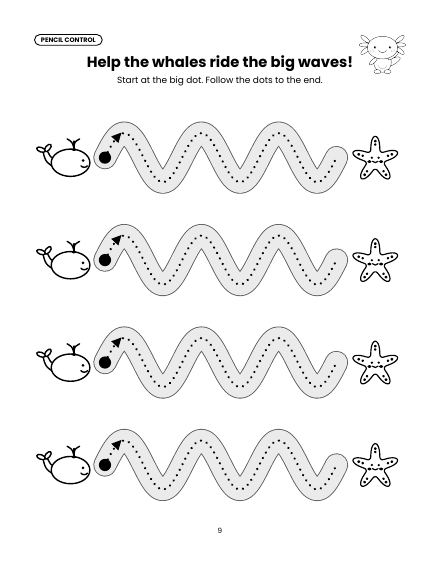 PENCIL CONTROL
Help the whales ride the big waves!
Start at the big dot. Follow the dots to the end.
9